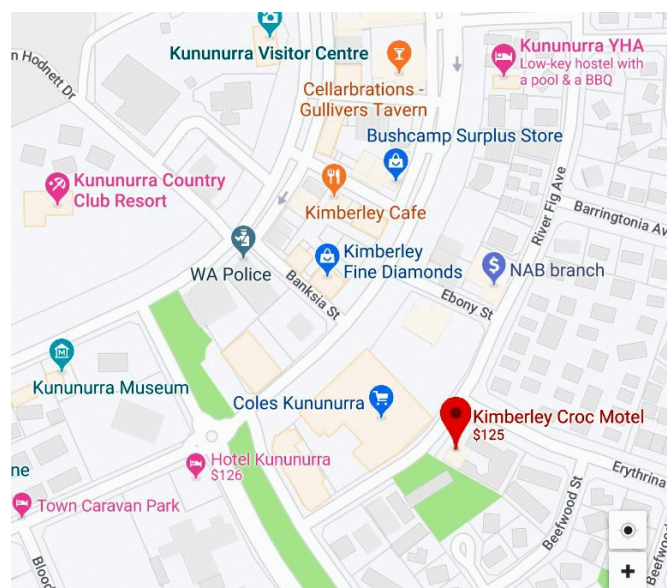 Kununurra Visitor Centre
Kununurra YHA
Low-key hostel with
a pool & a BBQ
n Hodnett Dr
Cellarbrations -
Gullivers Tavern
Bushcamp Surplus Store
Kununurra Country
Club Resort
Kimberley Cafe
River Fig Ave
Barringtonia Av
WA Police
Kimberley
Fine Diamonds
NAB branch
Banksia St
Ebony St
Kununurra Museum
Coles Kununurra
Kimberley Croc Motel
$125
Hotel Kununurra
$126
ne
Town Caravan Park
Erythrina
Beefwood St
Beefwood
Bloo